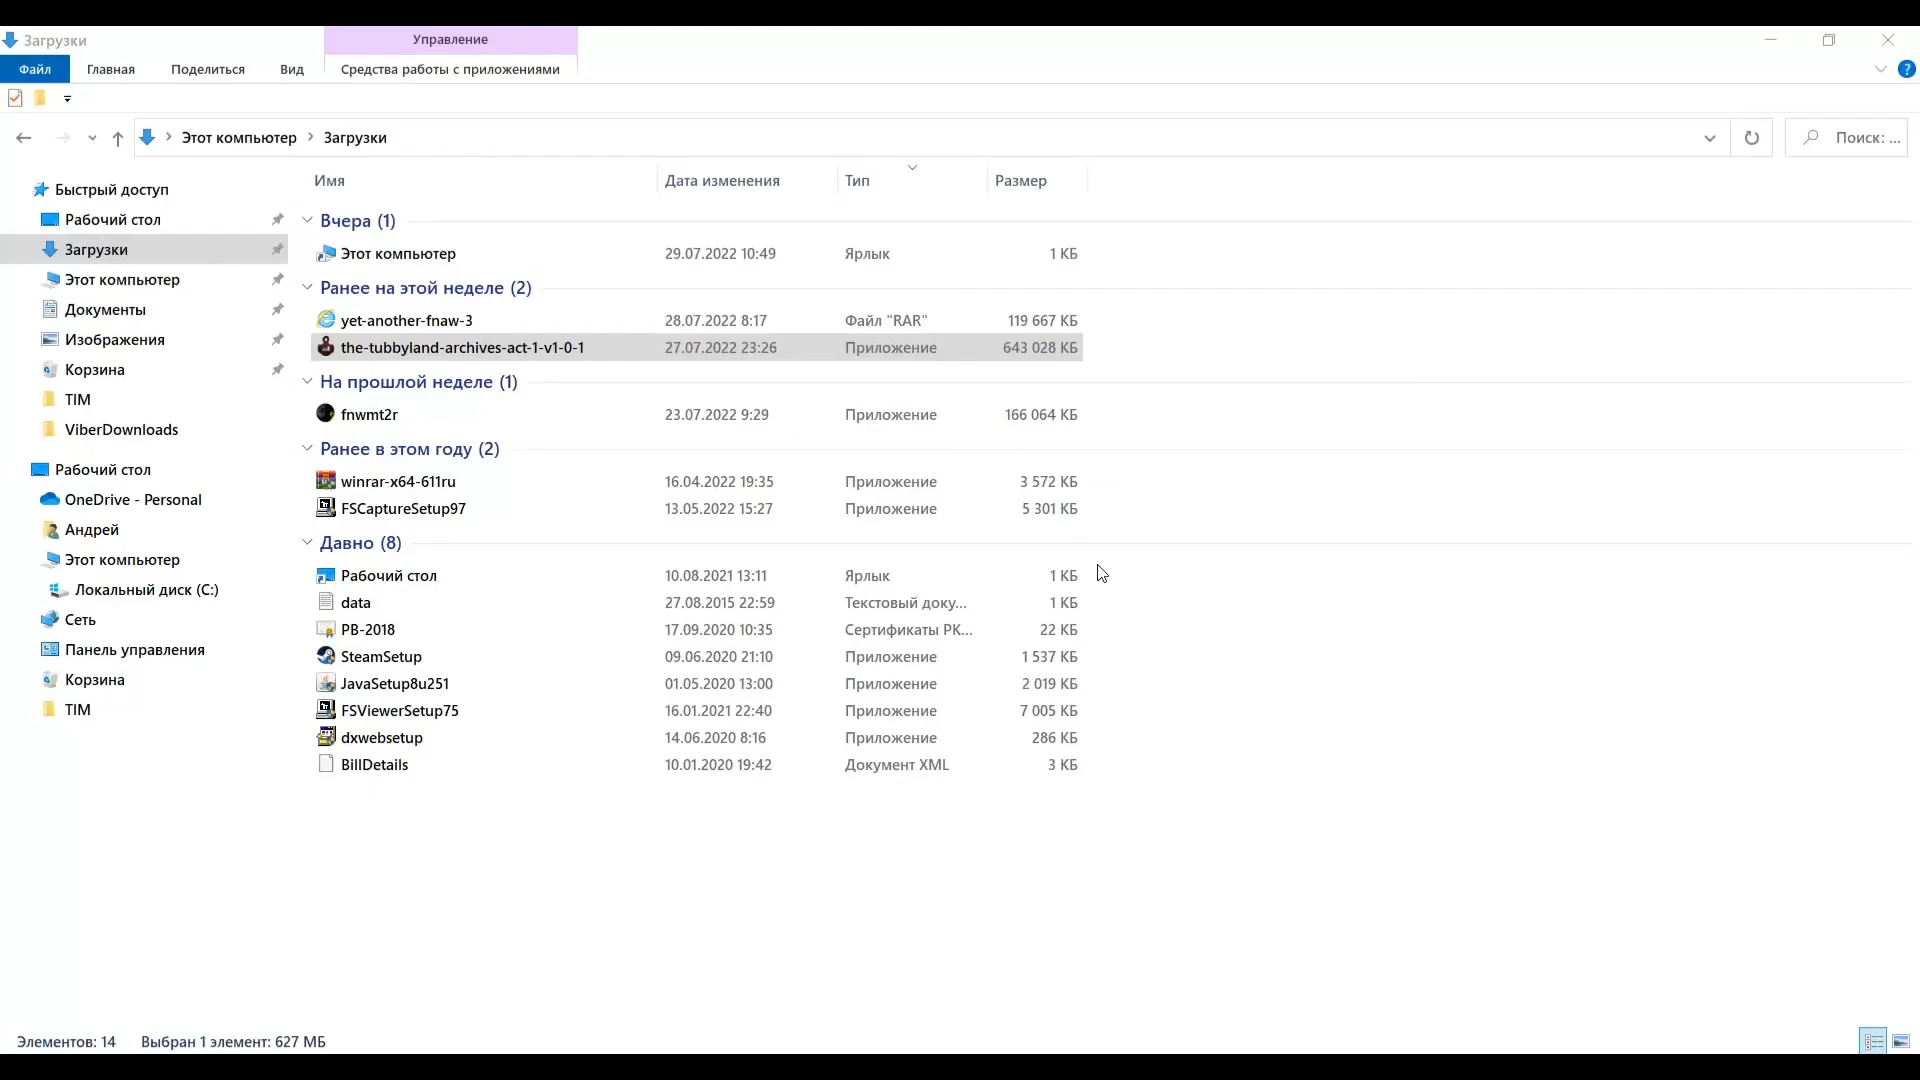 Загрузки
Управление
Файл
Главная
Поделиться
Вид
Средства работы с приложениями
?
Этот компьютер
Загрузки
Поиск: ...
Имя
Дата изменения
Тип
Размер
Быстрый доступ
Рабочий стол
Загрузки
Этот компьютер
Документы
Изображения
Корзина
TIM
ViberDownloads
Рабочий стол
OneDrive - Personal
Андрей
Этот компьютер
Локальный диск (C:)
Сеть
Панель управления
Корзина
TIM
Вчера (1)
Этот компьютер 29.07.2022 10:49 Ярлык 1 КБ
Ранее на этой неделе (2)
yet-another-fnaw-3 28.07.2022 8:17 Файл "RAR" 119 667 КБ
the-tubbyland-archives-act-1-v1-0-1 27.07.2022 23:26 Приложение 643 028 КБ
На прошлой неделе (1)
fnwmt2r 23.07.2022 9:29 Приложение 166 064 КБ
Ранее в этом году (2)
winrar-x64-611ru 16.04.2022 19:35 Приложение 3 572 КБ
FSCaptureSetup97 13.05.2022 15:27 Приложение 5 301 КБ
Давно (8)
Рабочий стол 10.08.2021 13:11 Ярлык 1 КБ
data 27.08.2015 22:59 Текстовый доку... 1 КБ
PB-2018 17.09.2020 10:35 Сертификаты PK... 22 КБ
SteamSetup 09.06.2020 21:10 Приложение 1 537 КБ
JavaSetup8u251 01.05.2020 13:00 Приложение 2 019 КБ
FSViewerSetup75 16.01.2021 22:40 Приложение 7 005 КБ
dxwebsetup 14.06.2020 8:16 Приложение 286 КБ
BillDetails 10.01.2020 19:42 Документ XML 3 КБ
Элементов: 14
Выбран 1 элемент: 627 МБ